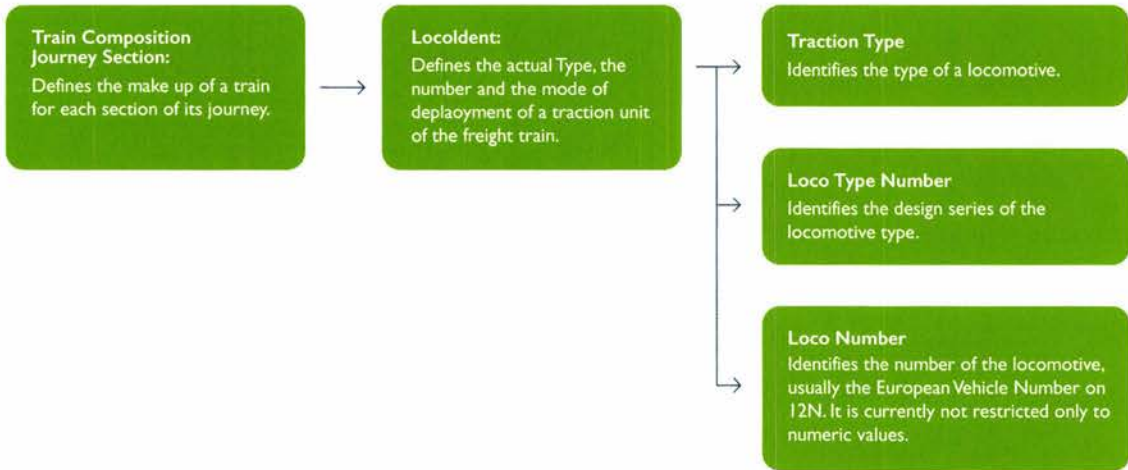 Train Composition
Journey Section:
Defines the make up of a train
for each section of its journey.
LocoIdent:
Defines the actual Type, the
number and the mode of
deplaoyment of a traction unit
of the freight train.
Traction Type
Identifies the type of a locomotive.
Loco Type Number
Identifies the design series of the
locomotive type.
Loco Number
Identifies the number of the locomotive,
usually the European Vehicle Number on
12N. It is currently not restricted only to
numeric values.